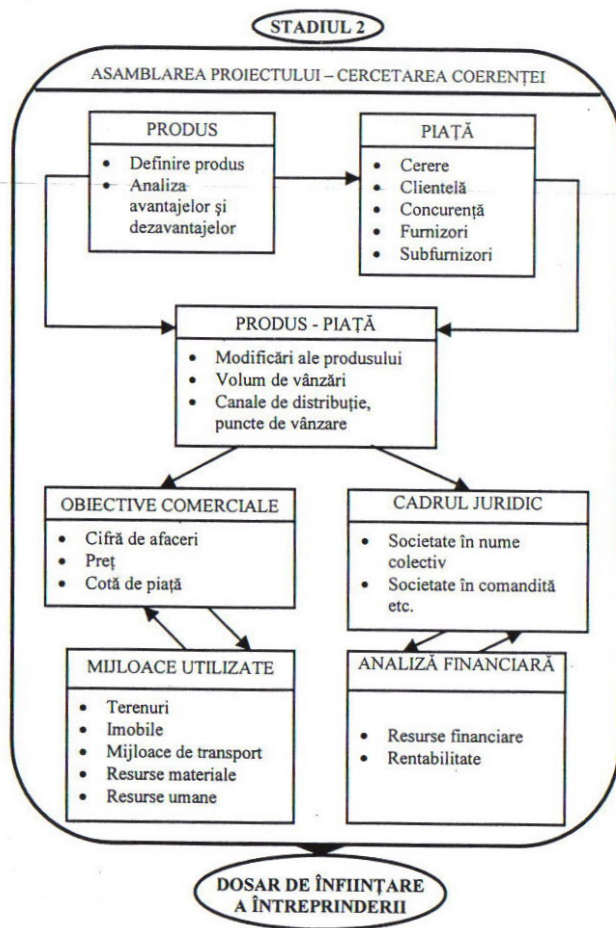 STADIUL 2
ASAMBLAREA PROIECTULUI – CERCETAREA COERENȚEI
PRODUS
• Definire produs
• Analiza
avantajelor și
dezavantajelor
PIAȚĂ
• Cerere
• Clientelă
• Concurență
• Furnizori
• Subfurnizori
PRODUS - PIAȚĂ
• Modificări ale produsului
• Volum de vânzări
• Canale de distribuție,
puncte de vânzare
OBIECTIVE COMERCIALE
• Cifră de afaceri
• Preț
• Cotă de piață
CADRUL JURIDIC
• Societate în nume
colectiv
• Societate în comandită
etc.
MIJLOACE UTILIZATE
• Terenuri
• Imobile
• Mijloace de transport
• Resurse materiale
• Resurse umane
ANALIZĂ FINANCIARĂ
• Resurse financiare
• Rentabilitate
DOSAR DE ÎNFIINȚARE
A ÎNTREPRINDERII